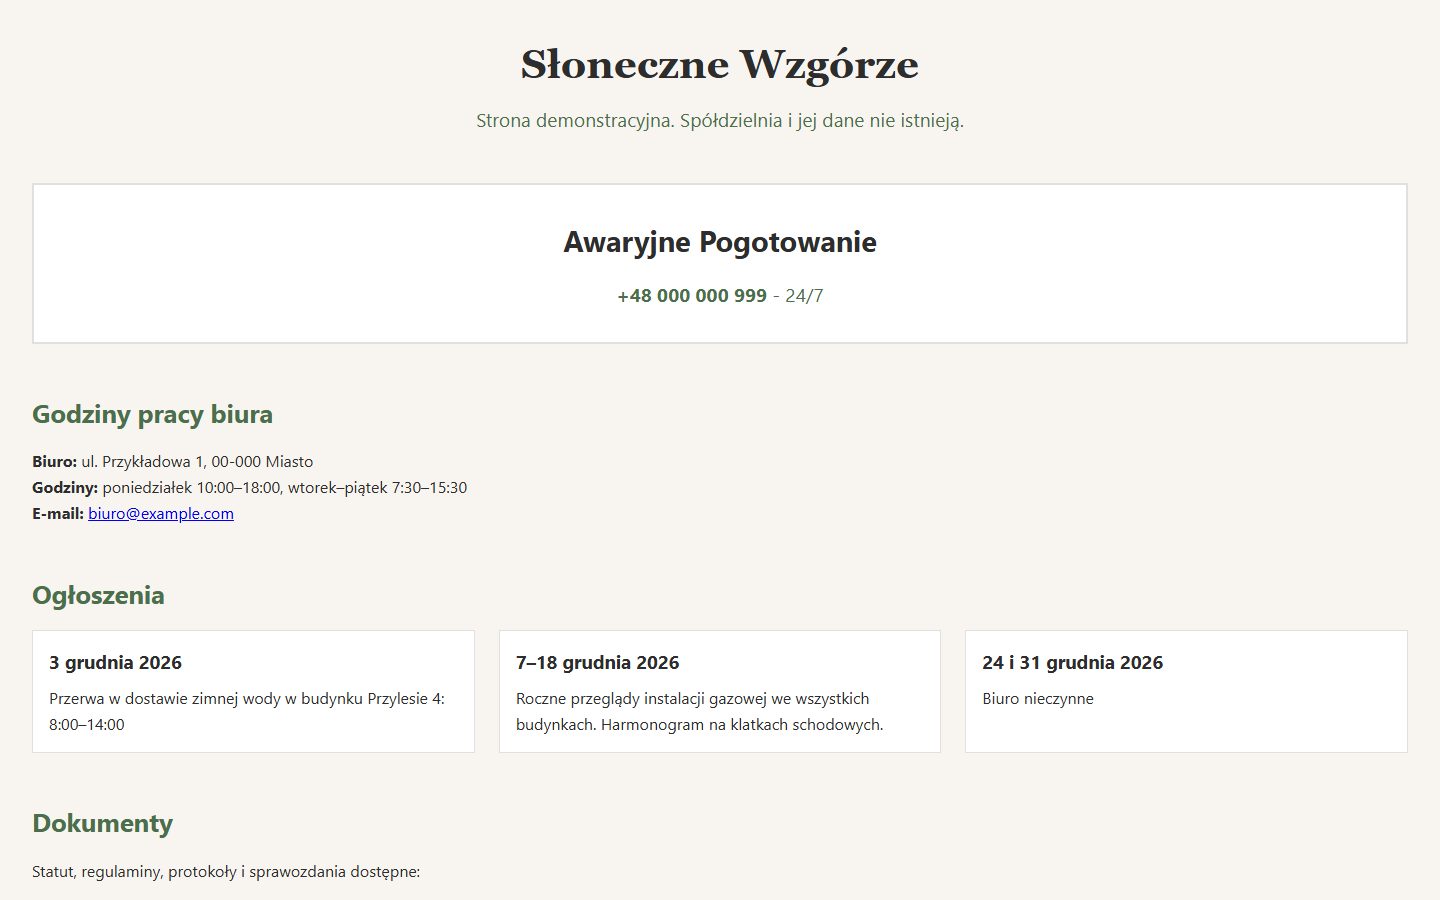 Słoneczne Wzgórze
Strona demonstracyjna. Spółdzielnia i jej dane nie istnieją.
Awaryjne Pogotowanie
+48 000 000 999 - 24/7
Godziny pracy biura
Biuro: ul. Przykładowa 1, 00-000 Miasto
Godziny: poniedziałek 10:00–18:00, wtorek–piątek 7:30–15:30
E-mail: biuro@example.com
Ogłoszenia
3 grudnia 2026
Przerwa w dostawie zimnej wody w budynku Przylesie 4:
8:00–14:00
7–18 grudnia 2026
Roczne przeglądy instalacji gazowej we wszystkich
budynkach. Harmonogram na klatkach schodowych.
24 i 31 grudnia 2026
Biuro nieczynne
Dokumenty
Statut, regulaminy, protokoły i sprawozdania dostępne: